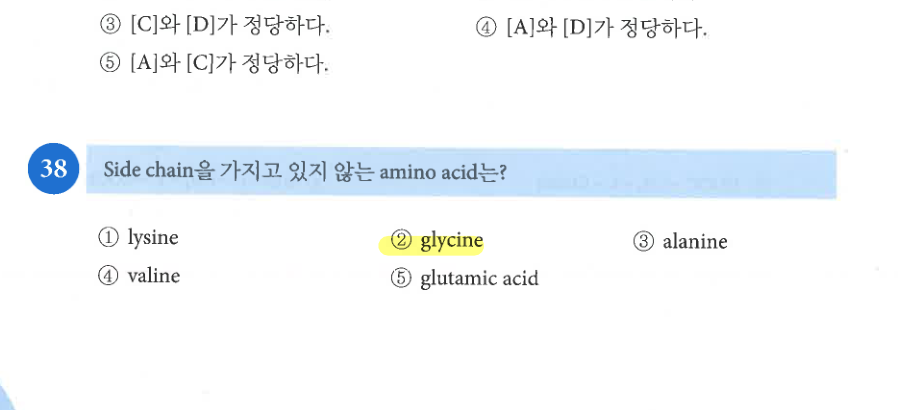 ③ [C]와 [D]가 정당하다. ④ [A]와 [D]가 정당하다.
⑤ [A]와 [C]가 정당하다.
38 Side chain을 가지고 있지 않는 amino acid는?
① lysine ② glycine ③ alanine
④ valine ⑤ glutamic acid